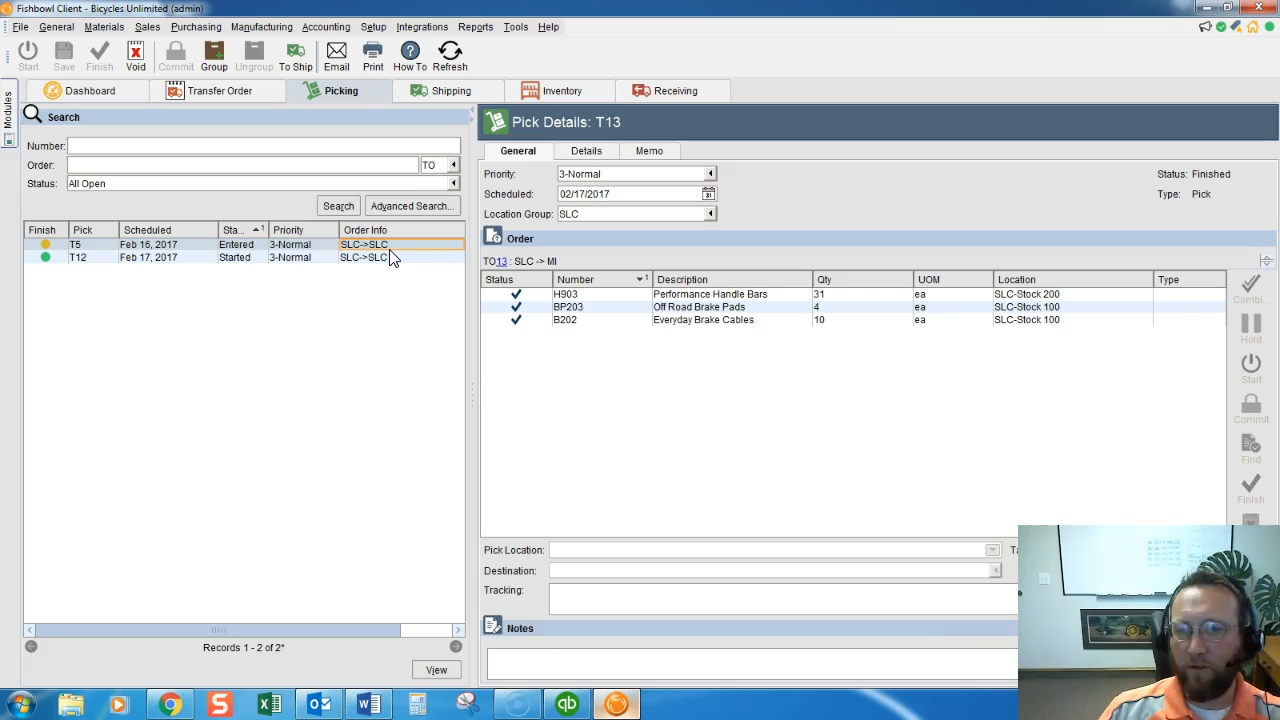 Fishbowl Client - Bicycles Unlimited (admin)
File General Materials Sales Purchasing Manufacturing Accounting Setup Integrations Reports Tools Help
Start Save Finish Void Commit Group Ungroup To Ship Email Print How To Refresh
Modules
Dashboard Transfer Order Picking Shipping Inventory Receiving
Search
Number:
Order: TO
Status: All Open
Search Advanced Search...
Finish Pick Scheduled Sta... 1 Priority Order Info
T5 Feb 16, 2017 Entered 3-Normal SLC->SLC
T12 Feb 17, 2017 Started 3-Normal SLC->SLC
Records 1 - 2 of 2*
View
Pick Details: T13
General Details Memo
Priority: 3-Normal
Scheduled: 02/17/2017
Location Group: SLC
Status: Finished
Type: Pick
Order
TO13 : SLC -> MI
Status Number 1 Description Qty UOM Location Type
H903 Performance Handle Bars 31 ea SLC-Stock 200
BP203 Off Road Brake Pads 4 ea SLC-Stock 100
B202 Everyday Brake Cables 10 ea SLC-Stock 100
Combi...
Hold
Start
Commit
Find
Finish
Pick Location:
Destination:
Tracking:
Notes